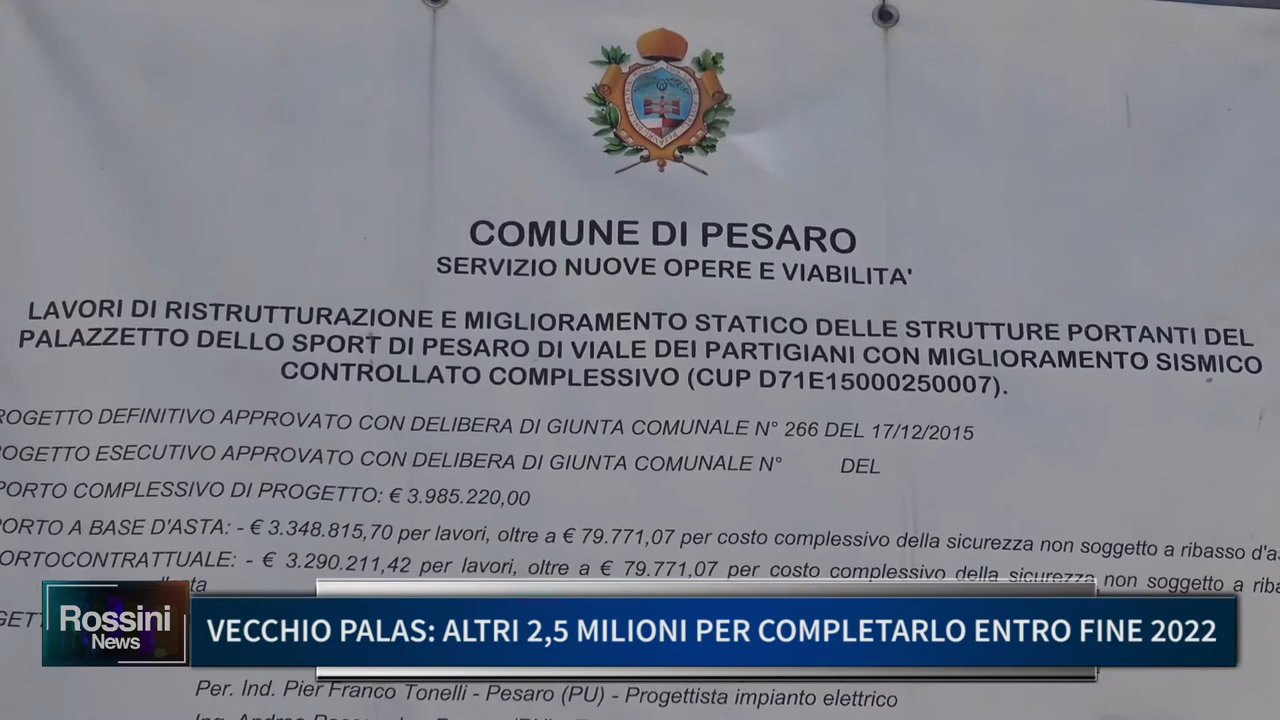 COMUNE DI PESARO
SERVIZIO NUOVE OPERE E VIABILITA'
LAVORI DI RISTRUTTURAZIONE E MIGLIORAMENTO STATICO DELLE STRUTTURE PORTANTI DEL
PALAZZETTO DELLO SPORT DI PESARO DI VIALE DEI PARTIGIANI CON MIGLIORAMENTO SISMICO
CONTROLLATO COMPLESSIVO (CUP D71E15000250007).
ROGETTO DEFINITIVO APPROVATO CON DELIBERA DI GIUNTA COMUNALE N° 266 DEL 17/12/2015
OGETTO ESECUTIVO APPROVATO CON DELIBERA DI GIUNTA COMUNALE N° DEL
PORTO COMPLESSIVO DI PROGETTO: € 3.985.220,00
PORTO A BASE D'ASTA: - € 3.348.815,70 per lavori, oltre a € 79.771,07 per costo complessivo della sicurezza non soggetto a ribasso d'a
ORTOCONTRATTUALE: - € 3.290.211,42 per lavori, oltre a € 79.771,07 per costo complessivo della sicurezza non soggetto a riba
Rossini
News
VECCHIO PALAS: ALTRI 2,5 MILIONI PER COMPLETARLO ENTRO FINE 2022
Per. Ind. Pier Franco Tonelli - Pesaro (PU) - Progettista impianto elettrico